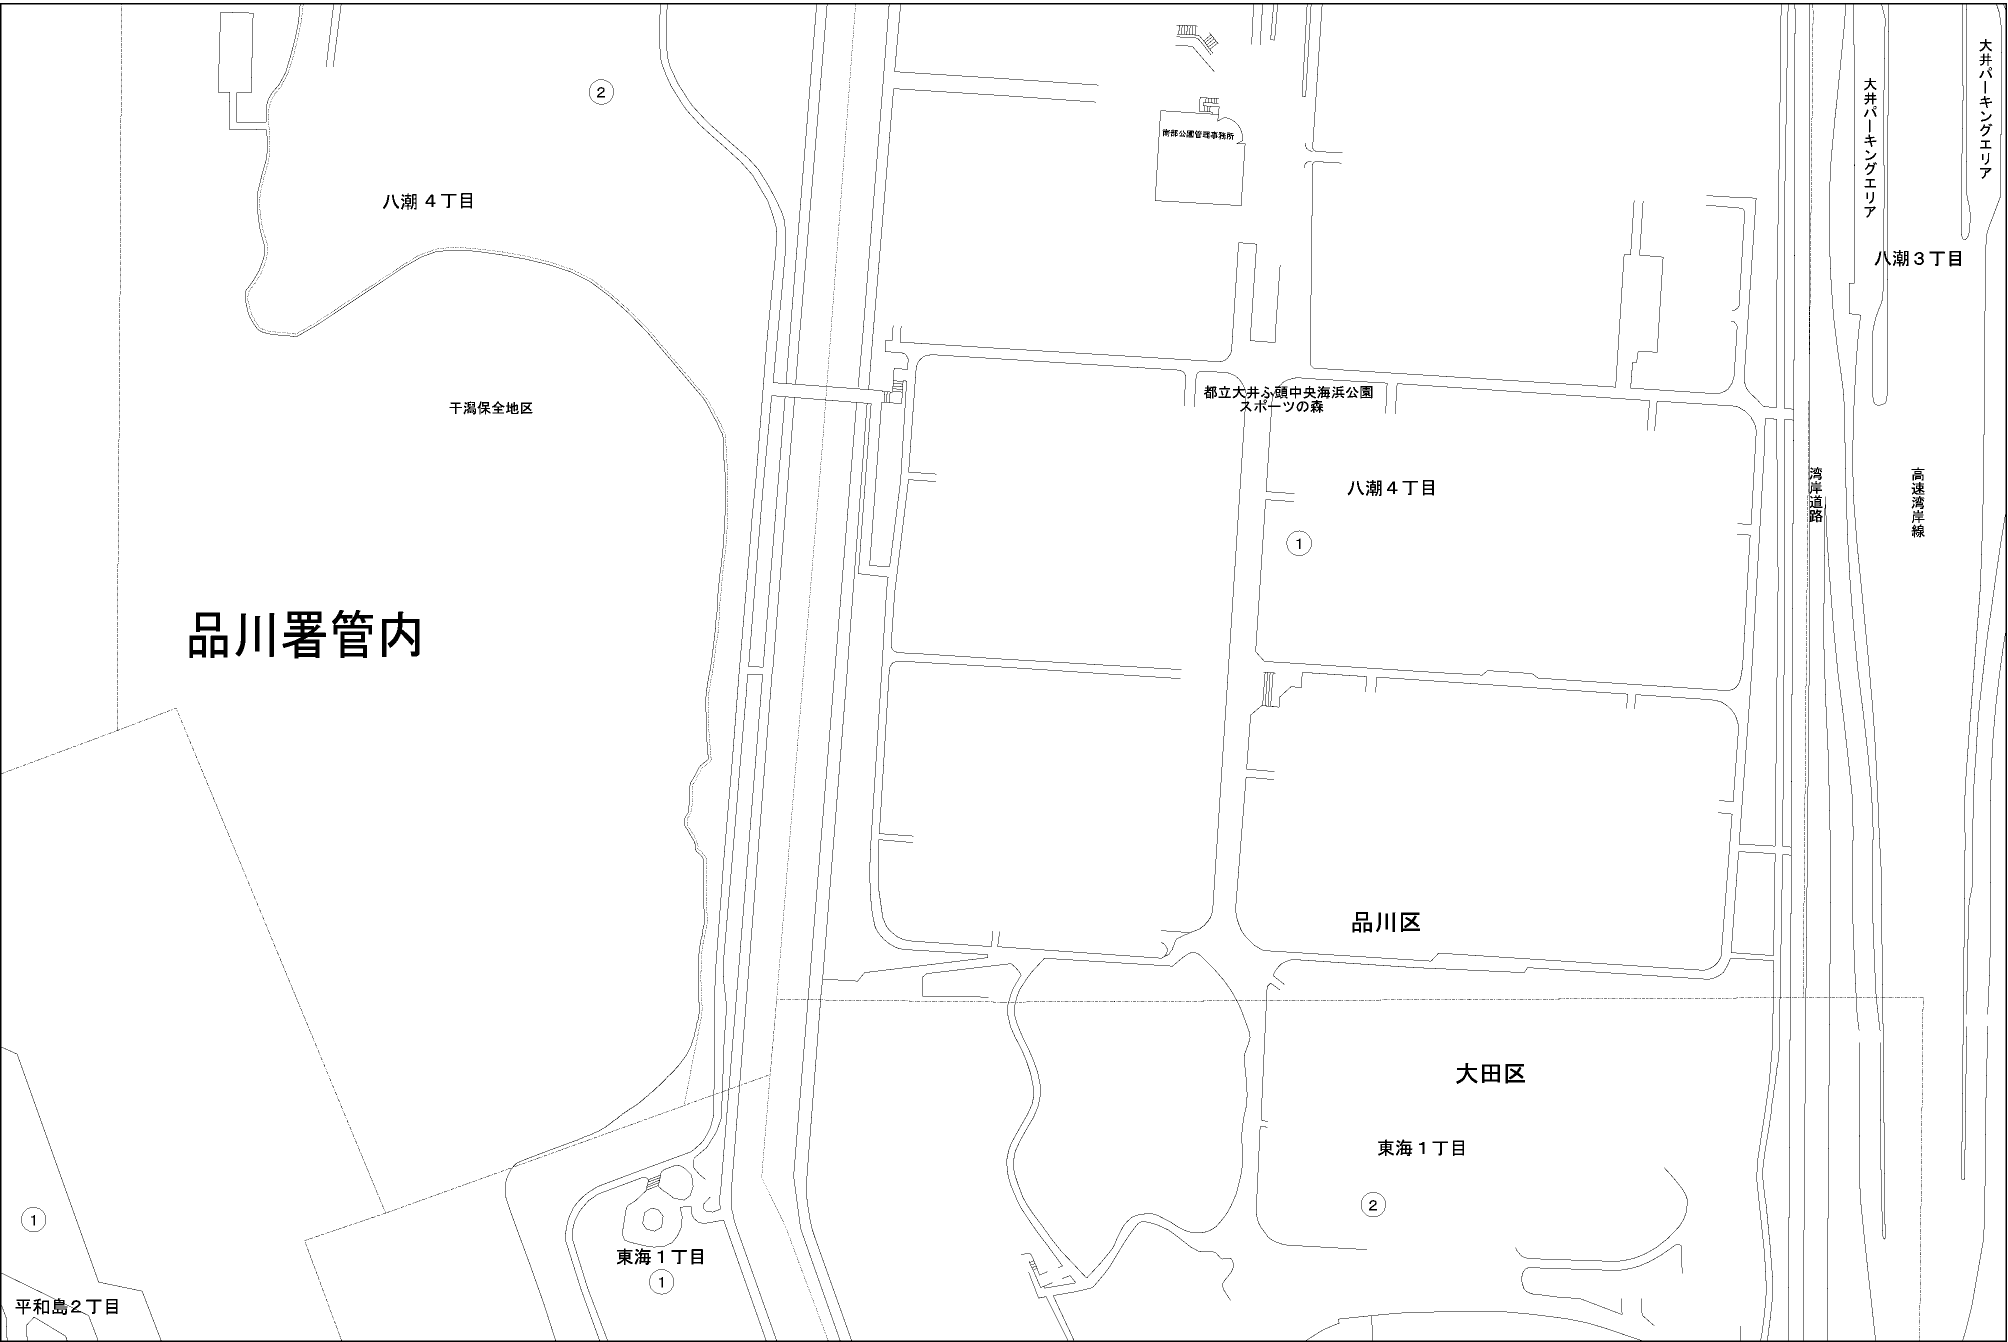 大井パーキングエリア
大井パーキングエリア
②
南部公園管理事務所
八潮４丁目
八潮３丁目
都立大井ふ頭中央海浜公園
スポーツの森
干潟保全地区
八潮４丁目
湾岸道路
高速湾岸線
①
品川署管内
品川区
大田区
東海１丁目
②
①
東海１丁目
①
平和島２丁目